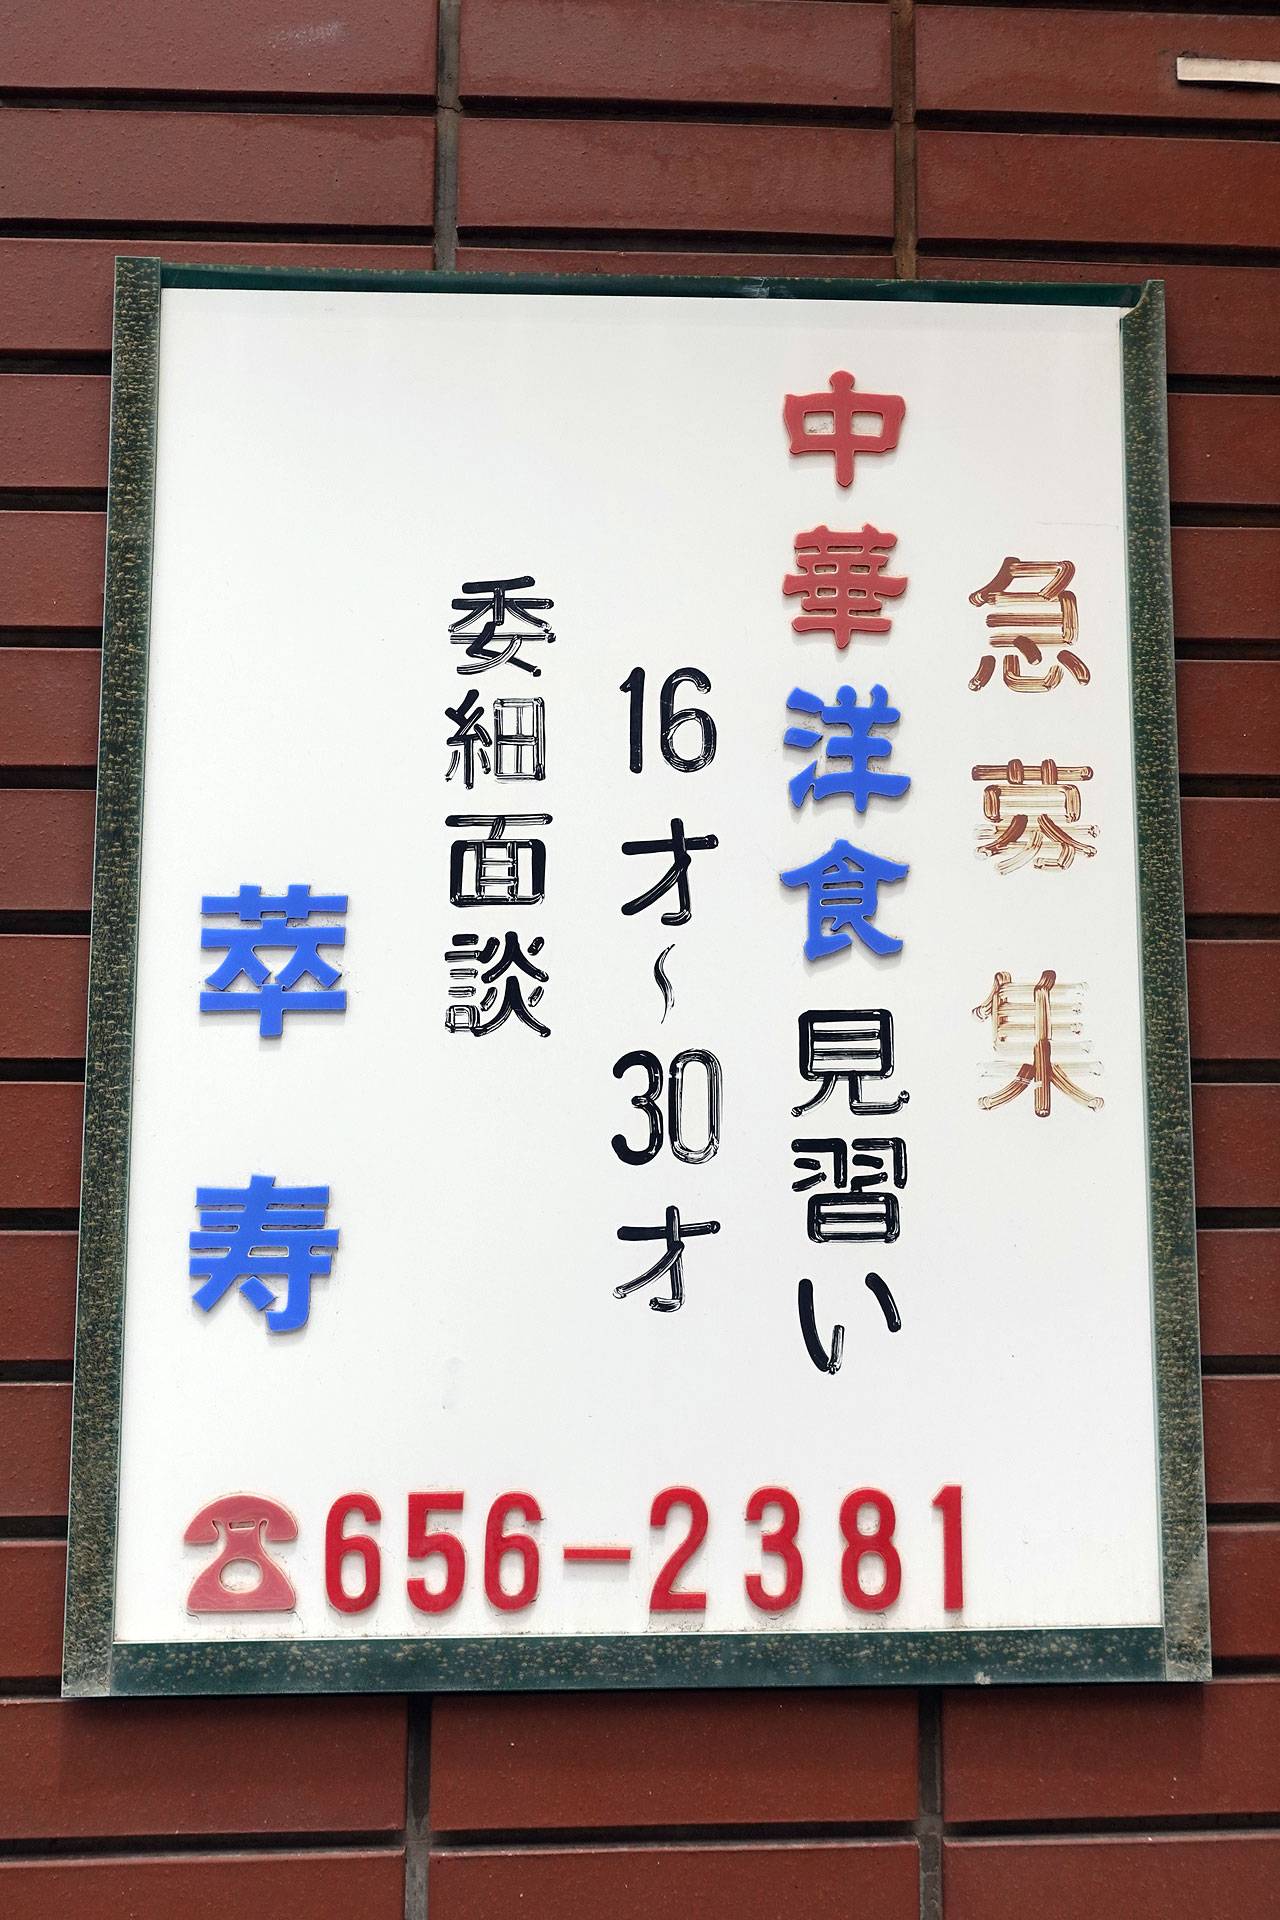 急募集
中華洋食見習い
16才～30才
委細面談
萃寿
☎656-2381